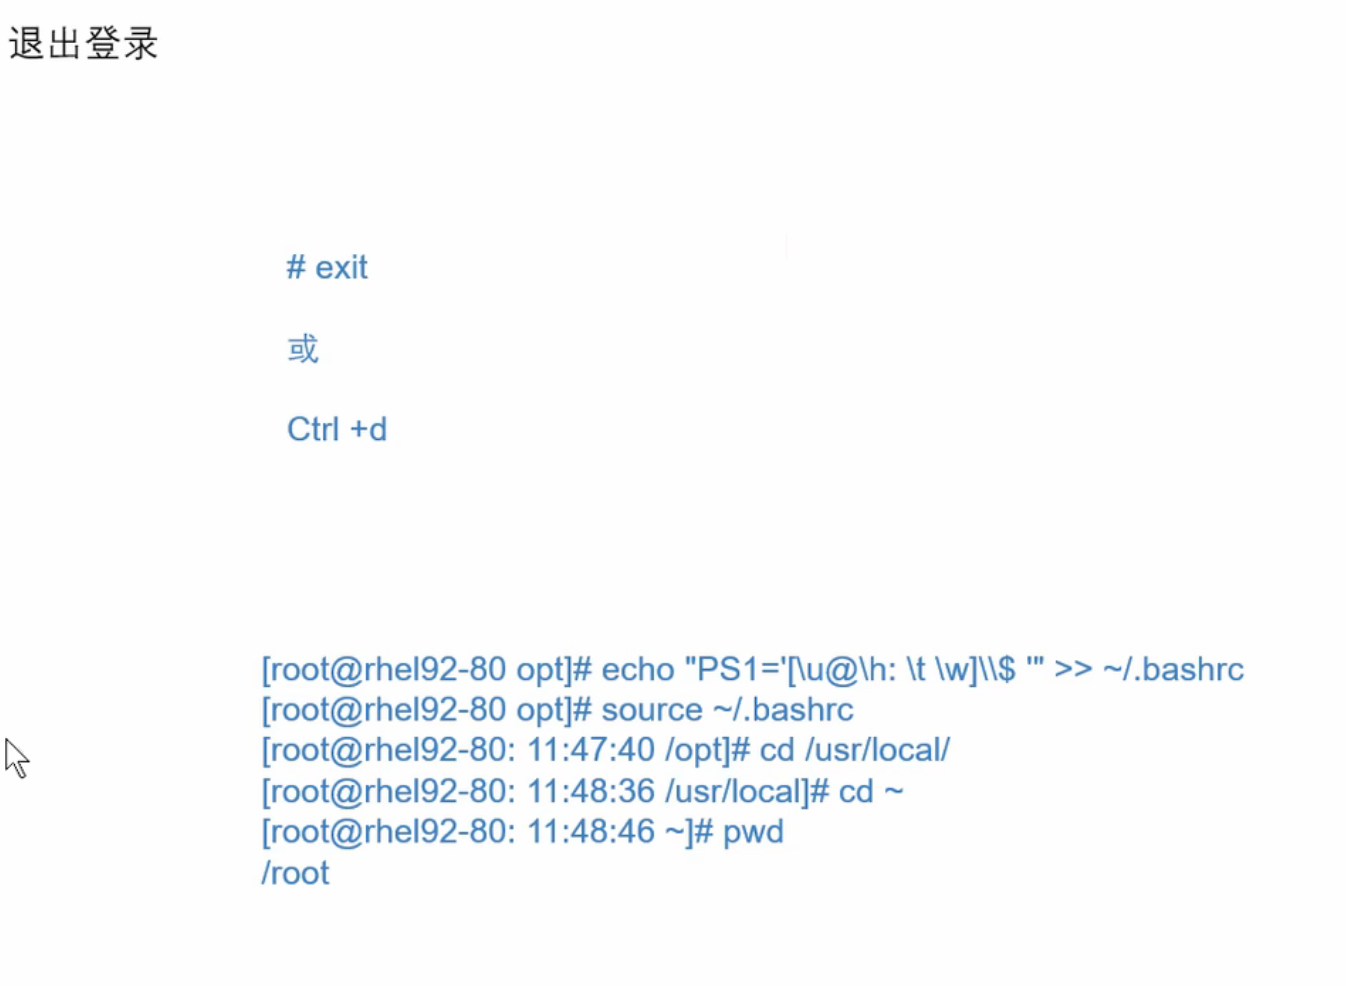 退出登录
# exit
或
Ctrl +d
[root@rhel92-80 opt]# echo "PS1='[\u@\h: \t \w]\\$ '" >> ~/.bashrc
[root@rhel92-80 opt]# source ~/.bashrc
[root@rhel92-80: 11:47:40 /opt]# cd /usr/local/
[root@rhel92-80: 11:48:36 /usr/local]# cd ~
[root@rhel92-80: 11:48:46 ~]# pwd
/root